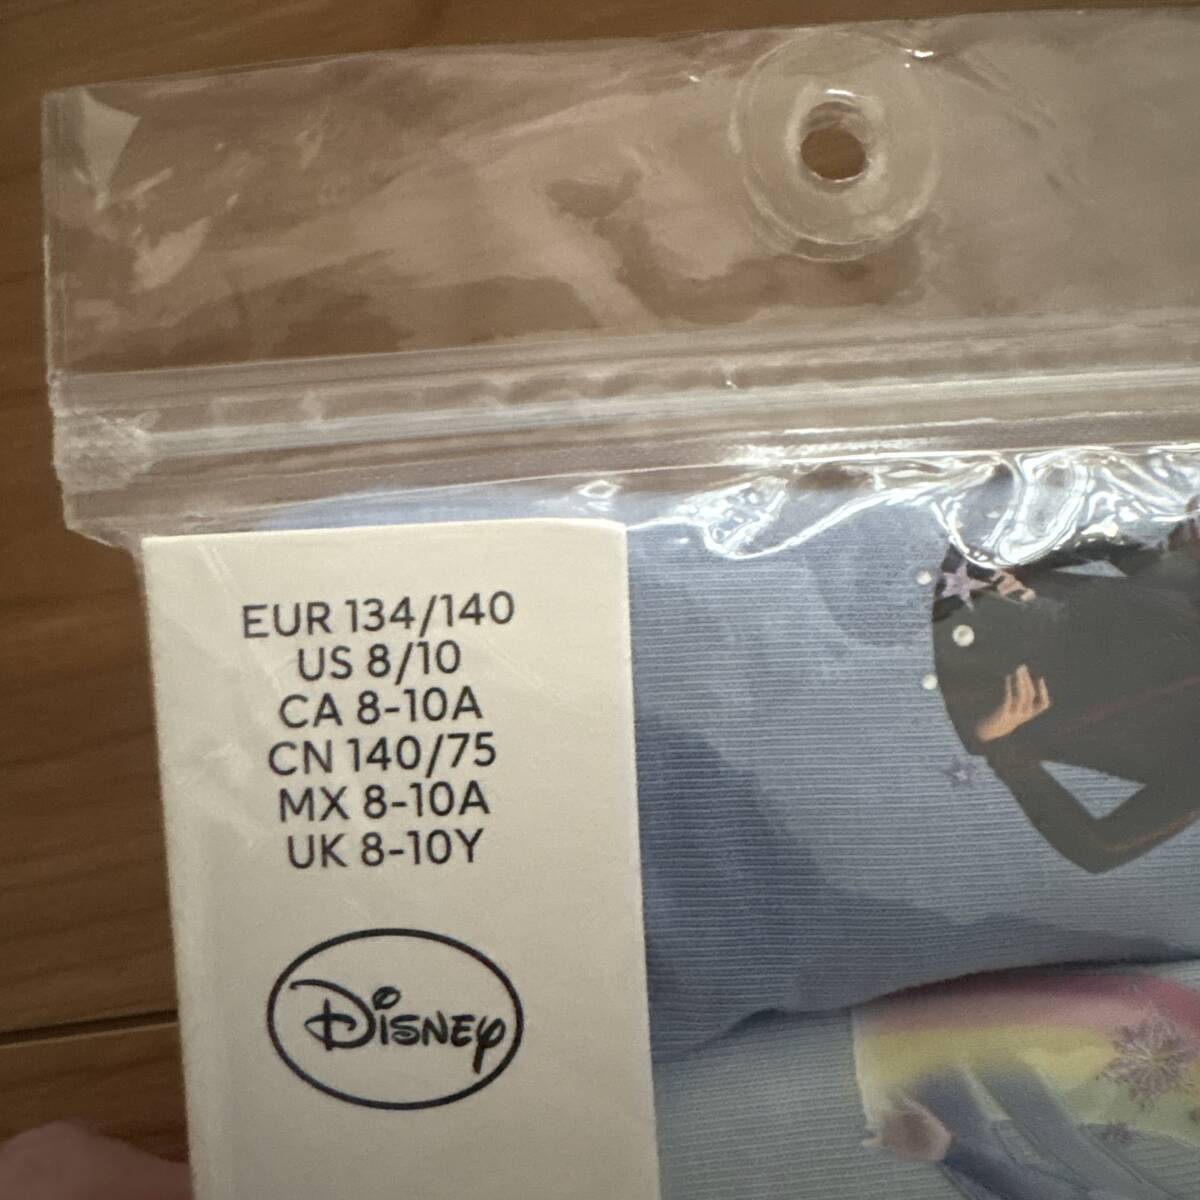 EUR 134/140
US 8/10
CA 8-10A
CN 140/75
MX 8-10A
UK 8-10Y
DISNEY